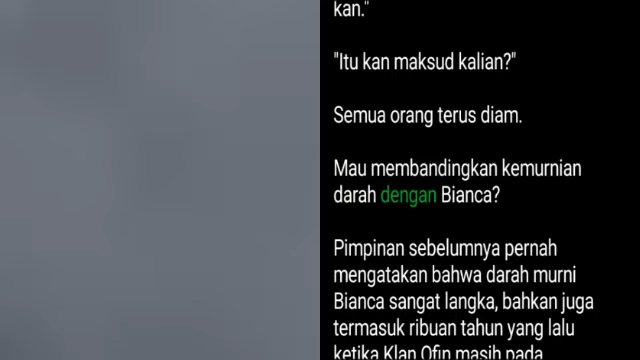 kan."
"Itu kan maksud kalian?"
Semua orang terus diam.
Mau membandingkan kemurnian
darah dengan Bianca?
Pimpinan sebelumnya pernah
mengatakan bahwa darah murni
Bianca sangat langka, bahkan juga
termasuk ribuan tahun yang lalu
ketika Klan Ofin masih pada